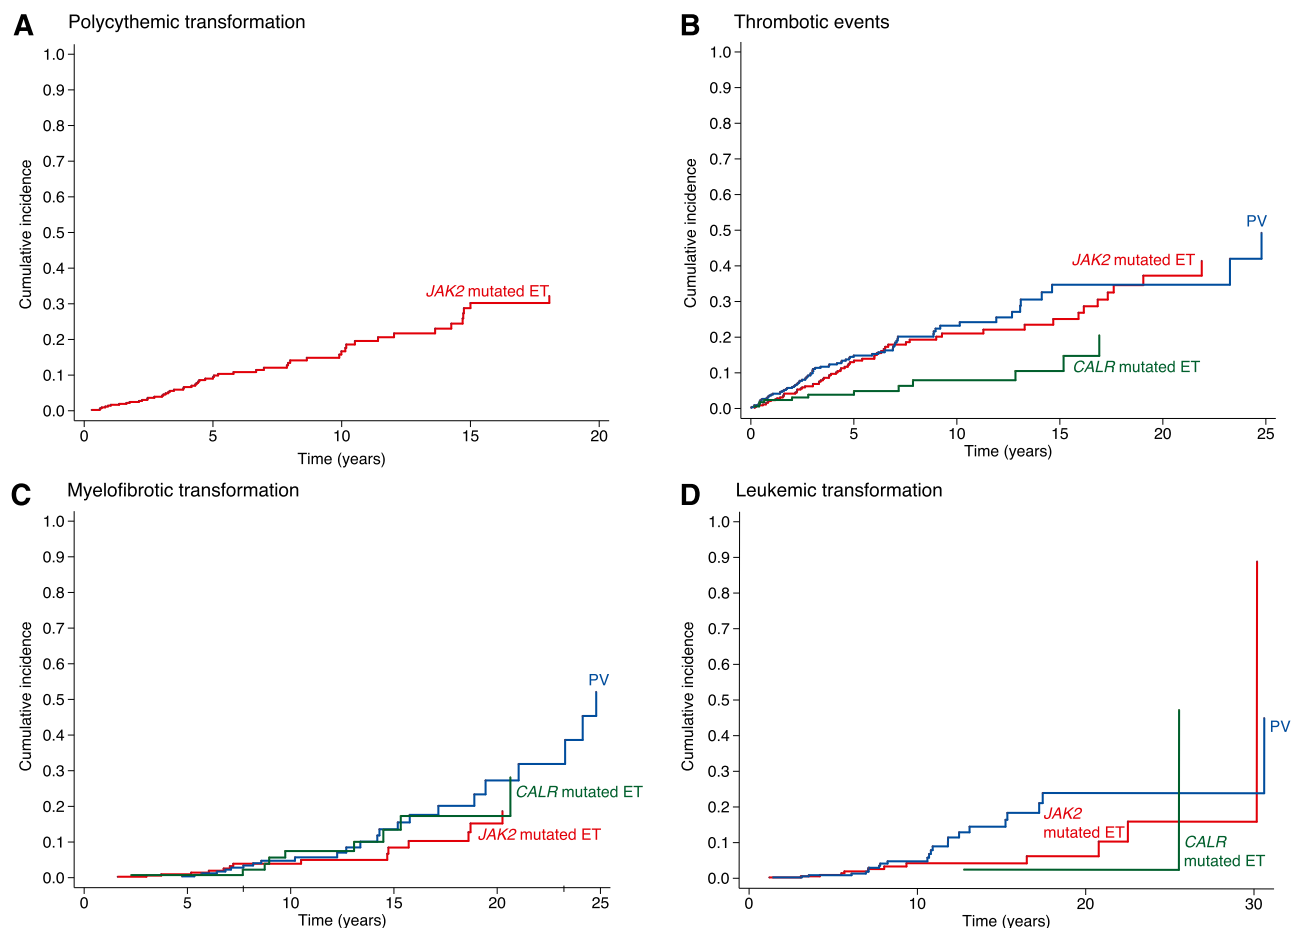 A Polycythemic transformation
Cumulative incidence
1.0
0.9
0.8
0.7
0.6
0.5
0.4
0.3
0.2
0.1
0.0
JAK2 mutated ET
0 5 10 15 20
Time (years)
B Thrombotic events
Cumulative incidence
1.0
0.9
0.8
0.7
0.6
0.5
0.4
0.3
0.2
0.1
0.0
PV
JAK2 mutated ET
CALR mutated ET
0 5 10 15 20 25
Time (years)
C Myelofibrotic transformation
Cumulative incidence
1.0
0.9
0.8
0.7
0.6
0.5
0.4
0.3
0.2
0.1
0.0
PV
CALR mutated ET
JAK2 mutated ET
0 5 10 15 20 25
Time (years)
D Leukemic transformation
Cumulative incidence
1.0
0.9
0.8
0.7
0.6
0.5
0.4
0.3
0.2
0.1
0.0
PV
JAK2
mutated ET
CALR
mutated ET
0 10 20 30
Time (years)